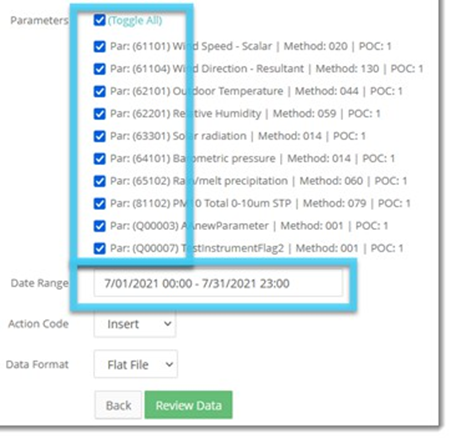 Parameters (Toggle All)
Par: (61101) Wind Speed - Scalar | Method: 020 | POC: 1
Par: (61104) Wind Direction - Resultant | Method: 130 | POC: 1
Par: (62101) Outdoor Temperature | Method: 044 | POC: 1
Par: (62201) Relative Humidity | Method: 059 | POC: 1
Par: (63301) Solar radiation | Method: 014 | POC: 1
Par: (64101) Barometric pressure | Method: 014 | POC: 1
Par: (65102) Rain/melt precipitation | Method: 060 | POC: 1
Par: (81102) PM10 Total 0-10um STP | Method: 079 | POC: 1
Par: (Q00003) AAnewParameter | Method: 001 | POC: 1
Par: (Q00007) TestInstrumentFlag2 | Method: 001 | POC: 1
Date Range 7/01/2021 00:00 - 7/31/2021 23:00
Action Code Insert
Data Format Flat File
Back Review Data